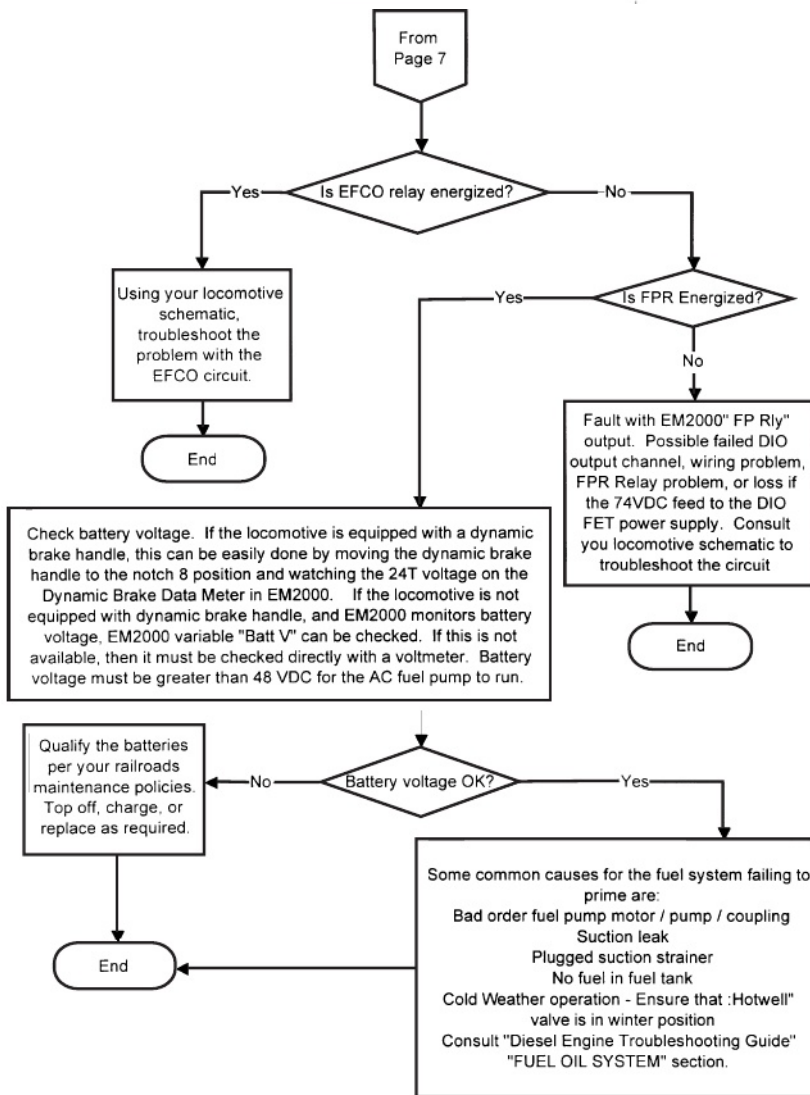 From
Page 7
Is EFCO relay energized?
Yes
No
Using your locomotive
schematic,
troubleshoot the
problem with the
EFCO circuit.
End
Is FPR Energized?
Yes
No
Fault with EM2000" FP Rly"
output. Possible failed DIO
output channel, wiring problem,
FPR Relay problem, or loss if
the 74VDC feed to the DIO
FET power supply. Consult
you locomotive schematic to
troubleshoot the circuit
End
Check battery voltage. If the locomotive is equipped with a dynamic
brake handle, this can be easily done by moving the dynamic brake
handle to the notch 8 position and watching the 24T voltage on the
Dynamic Brake Data Meter in EM2000. If the locomotive is not
equipped with dynamic brake handle, and EM2000 monitors battery
voltage, EM2000 variable "Batt V" can be checked. If this is not
available, then it must be checked directly with a voltmeter. Battery
voltage must be greater than 48 VDC for the AC fuel pump to run.
Battery voltage OK?
No
Yes
Qualify the batteries
per your railroads
maintenance policies.
Top off, charge, or
replace as required.
End
Some common causes for the fuel system failing to
prime are:
Bad order fuel pump motor / pump / coupling
Suction leak
Plugged suction strainer
No fuel in fuel tank
Cold Weather operation - Ensure that :Hotwell"
valve is in winter position
Consult "Diesel Engine Troubleshooting Guide"
"FUEL OIL SYSTEM" section.